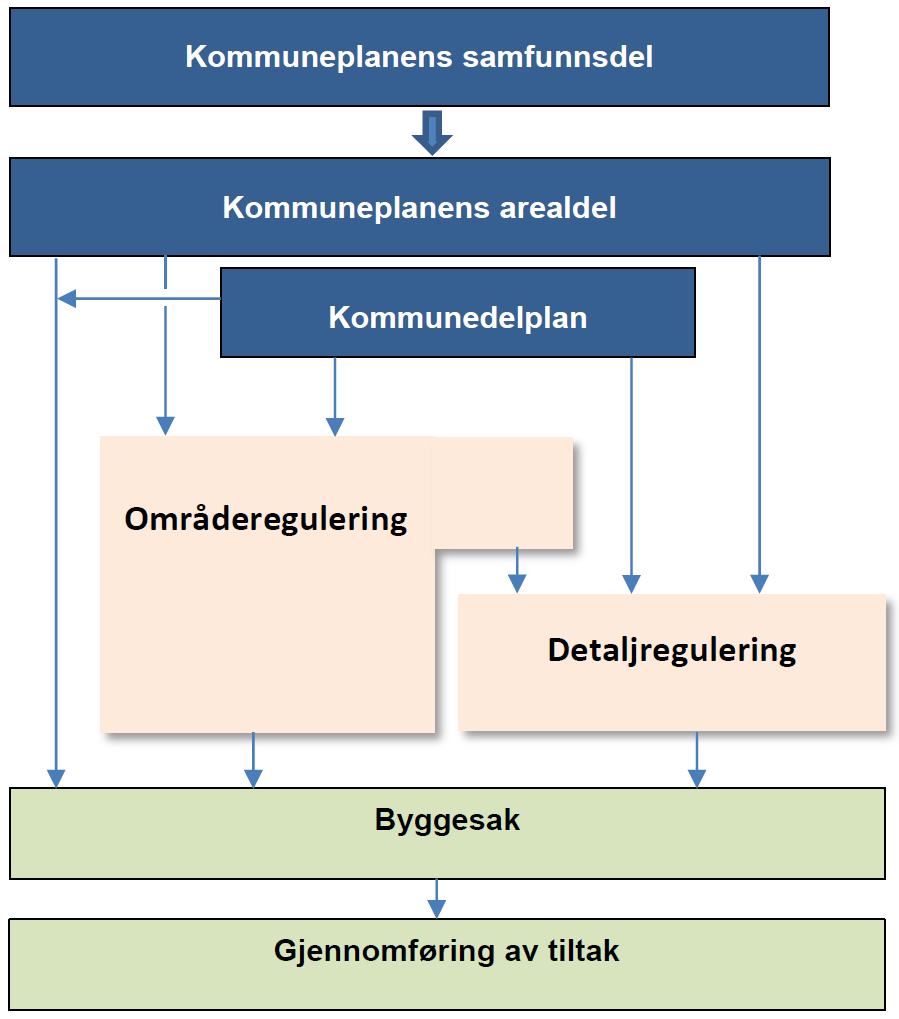 Kommuneplanens samfunnsdel
Kommuneplanens arealdel
Kommunedelplan
Områderegulering
Detaljregulering
Byggesak
Gjennomføring av tiltak